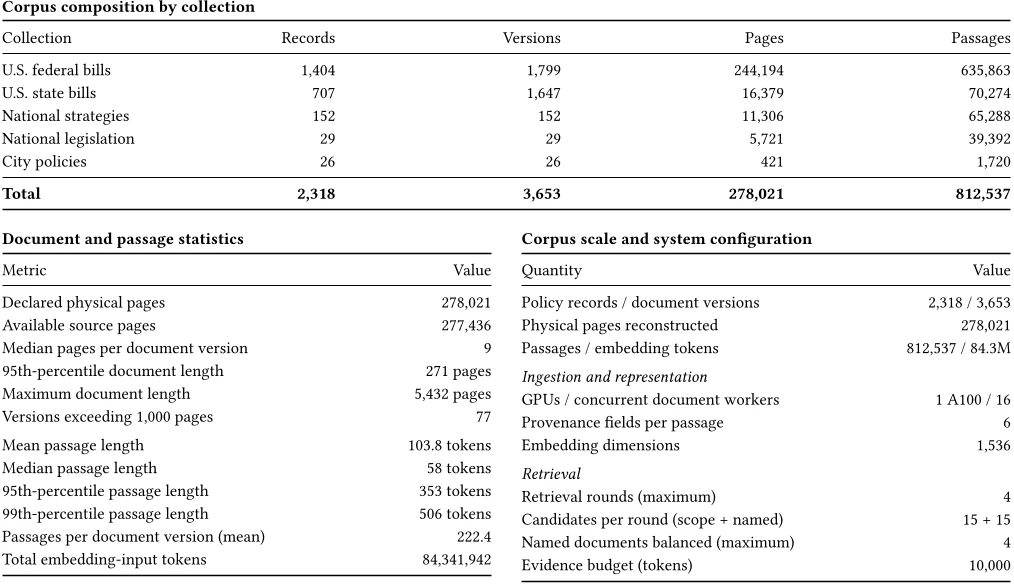 Corpus composition by collection
Collection Records Versions Pages Passages
U.S. federal bills 1,404 1,799 244,194 635,863
U.S. state bills 707 1,647 16,379 70,274
National strategies 152 152 11,306 65,288
National legislation 29 29 5,721 39,392
City policies 26 26 421 1,720
Total 2,318 3,653 278,021 812,537
Document and passage statistics
Metric Value
Declared physical pages 278,021
Available source pages 277,436
Median pages per document version 9
95th-percentile document length 271 pages
Maximum document length 5,432 pages
Versions exceeding 1,000 pages 77
Mean passage length 103.8 tokens
Median passage length 58 tokens
95th-percentile passage length 353 tokens
99th-percentile passage length 506 tokens
Passages per document version (mean) 222.4
Total embedding-input tokens 84,341,942
Corpus scale and system configuration
Quantity Value
Policy records / document versions 2,318 / 3,653
Physical pages reconstructed 278,021
Passages / embedding tokens 812,537 / 84.3M
Ingestion and representation
GPUs / concurrent document workers 1 A100 / 16
Provenance fields per passage 6
Embedding dimensions 1,536
Retrieval
Retrieval rounds (maximum) 4
Candidates per round (scope + named) 15 + 15
Named documents balanced (maximum) 4
Evidence budget (tokens) 10,000